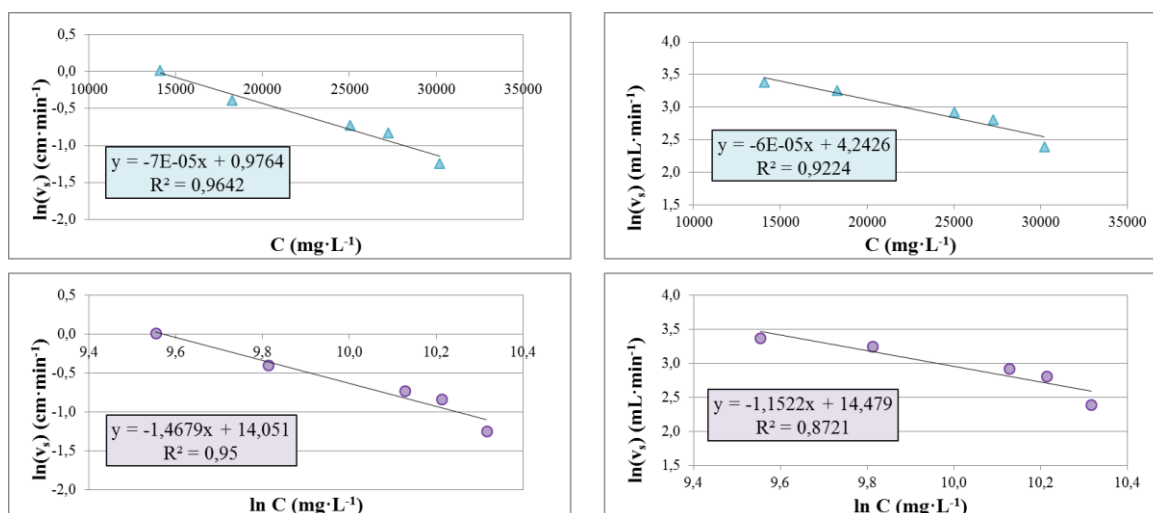 0,5
0,0
-0,5
-1,0
-1,5
-2,0
10000 15000 20000 25000 30000 35000
ln(vₛ) (cm·min⁻¹)
y = -7E-05x + 0,9764
R² = 0,9642
C (mg·L⁻¹)
4,0
3,5
3,0
2,5
2,0
1,5
10000 15000 20000 25000 30000 35000
ln(vₛ) (mL·min⁻¹)
y = -6E-05x + 4,2426
R² = 0,9224
C (mg·L⁻¹)
0,5
0,0
-0,5
-1,0
-1,5
-2,0
9,4 9,6 9,8 10,0 10,2 10,4
ln(vₛ) (cm·min⁻¹)
y = -1,4679x + 14,051
R² = 0,95
ln C (mg·L⁻¹)
4,0
3,5
3,0
2,5
2,0
1,5
9,4 9,6 9,8 10,0 10,2 10,4
ln(vₛ) (mL·min⁻¹)
y = -1,1522x + 14,479
R² = 0,8721
ln C (mg·L⁻¹)